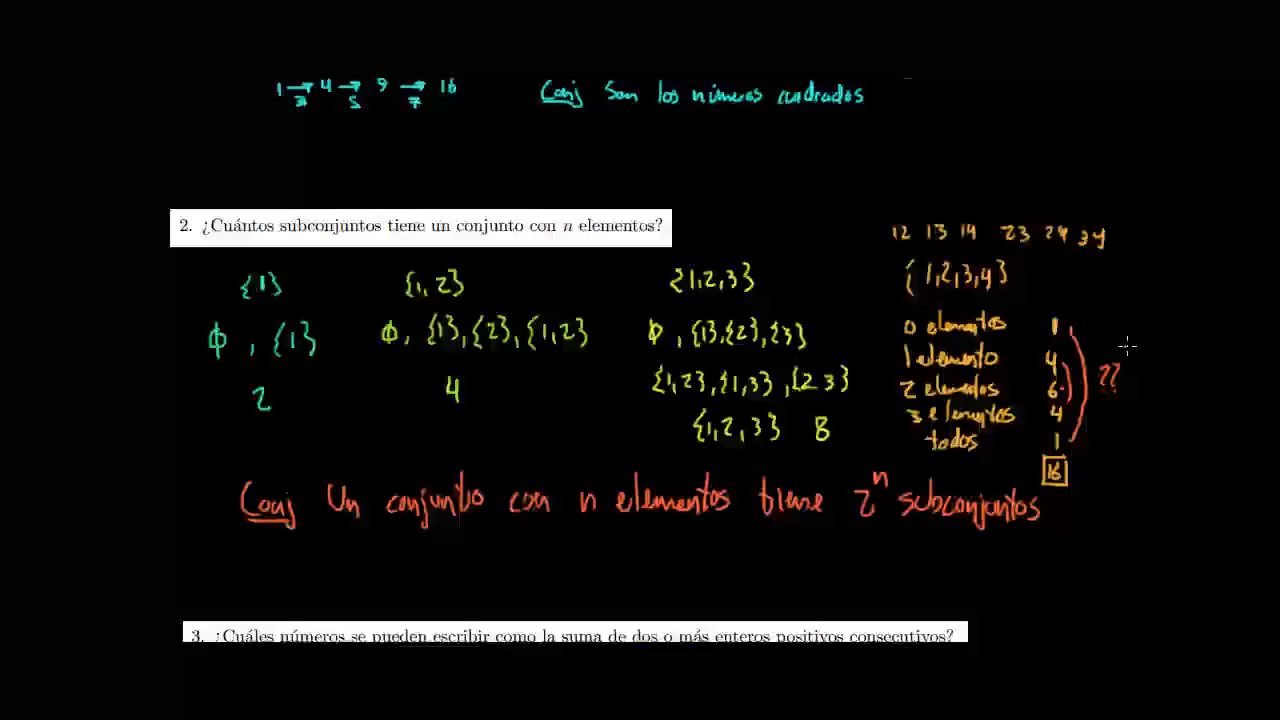 1 → 4 → 9 → 16 Conj Son los números cuadrados
3 5 7
2. ¿Cuántos subconjuntos tiene un conjunto con n elementos?
12 13 14 23 24 34
{1} {1, 2} {1,2,3} {1,2,3,4}
ϕ , {1} ϕ, {1}, {2}, {1,2} ϕ , {1},{2}, {3} 0 elementos 1
1 elemento 4
2 4 {1,2}, {1,3} , {2 3} 2 elementos 6 ??
3 elementos 4
{1,2,3} 8 todos 1
16
Conj Un conjunto con n elementos tiene 2^n subconjuntos
3. ¿Cuáles números se pueden escribir como la suma de dos o más enteros positivos consecutivos?